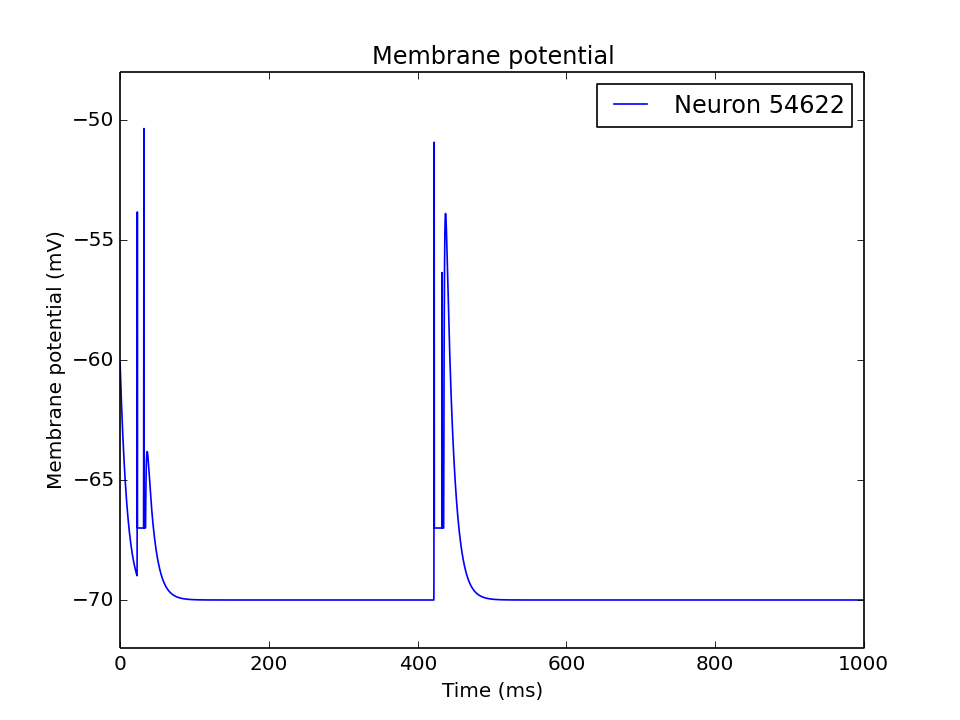 Membrane potential
Neuron 54622
Membrane potential (mV)
−50
−55
−60
−65
−70
0 200 400 600 800 1000
Time (ms)